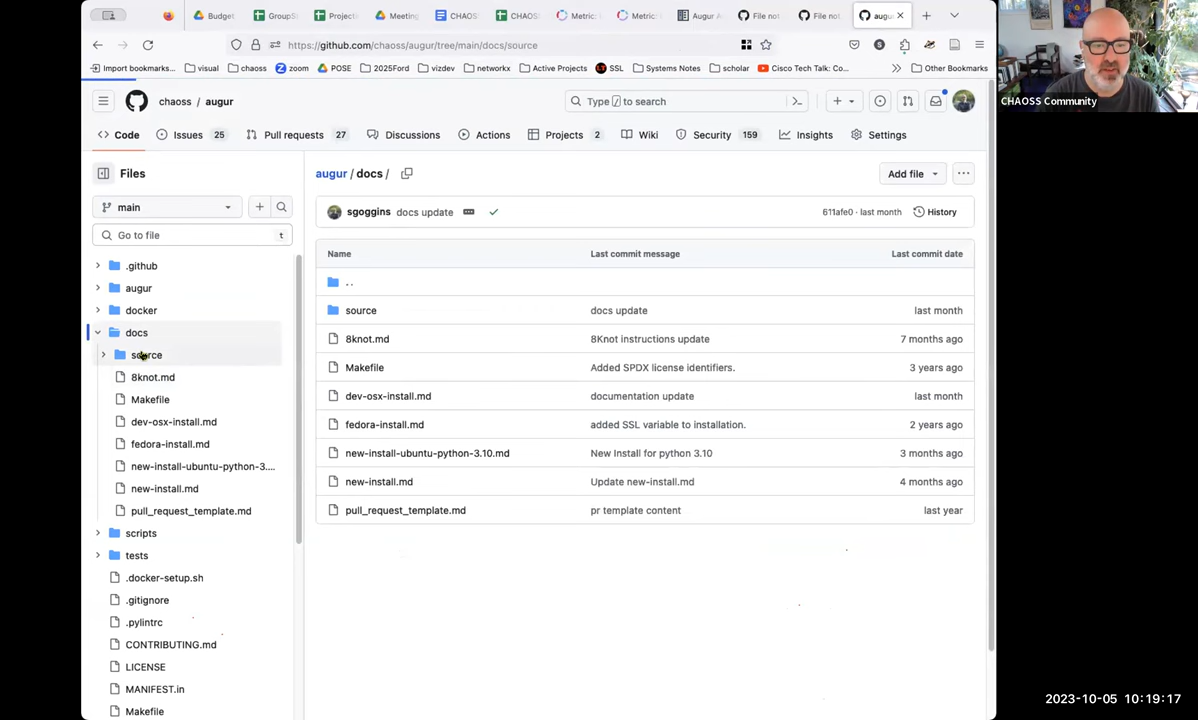 Budget
GroupS
Projecti
Meeting
CHAOS
CHAOS
Metric:
Metric:
Augur A
File not
File not
augu
https://github.com/chaoss/augur/tree/main/docs/source
Import bookmarks...
visual
chaoss
zoom
POSE
2025Ford
vizdev
networkx
Active Projects
SSL
Systems Notes
scholar
Cisco Tech Talk: Co...
Other Bookmarks
CHAOSS Community
chaoss / augur
Type / to search
Code
Issues 25
Pull requests 27
Discussions
Actions
Projects 2
Wiki
Security 159
Insights
Settings
Files
main
Go to file
t
.github
augur
docker
docs
source
8knot.md
Makefile
dev-osx-install.md
fedora-install.md
new-install-ubuntu-python-3....
new-install.md
pull_request_template.md
scripts
tests
.docker-setup.sh
.gitignore
.pylintrc
CONTRIBUTING.md
LICENSE
MANIFEST.in
Makefile
augur / docs /
Add file
sgoggins docs update
611afe0 · last month
History
Name Last commit message Last commit date
..
source docs update last month
8knot.md 8Knot instructions update 7 months ago
Makefile Added SPDX license identifiers. 3 years ago
dev-osx-install.md documentation update last month
fedora-install.md added SSL variable to installation. 2 years ago
new-install-ubuntu-python-3.10.md New Install for python 3.10 3 months ago
new-install.md Update new-install.md 4 months ago
pull_request_template.md pr template content last year
2023-10-05 10:19:17